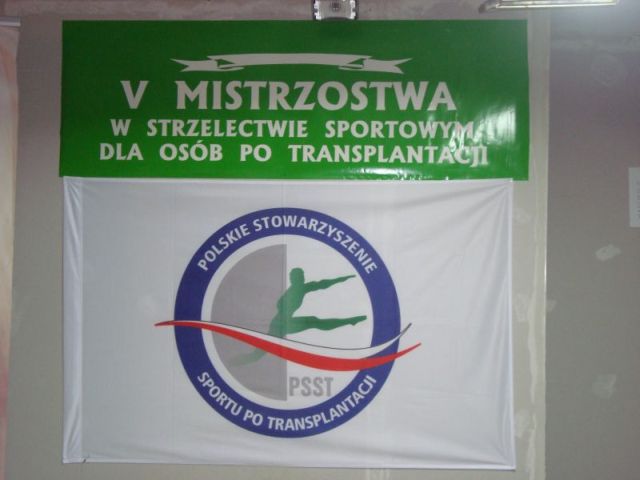 V MISTRZOSTWA
W STRZELECTWIE SPORTOWYM
DLA OSÓB PO TRANSPLANTACJI
POLSKIE STOWARZYSZENIE
PSST
SPORTU PO TRANSPLANTACJI